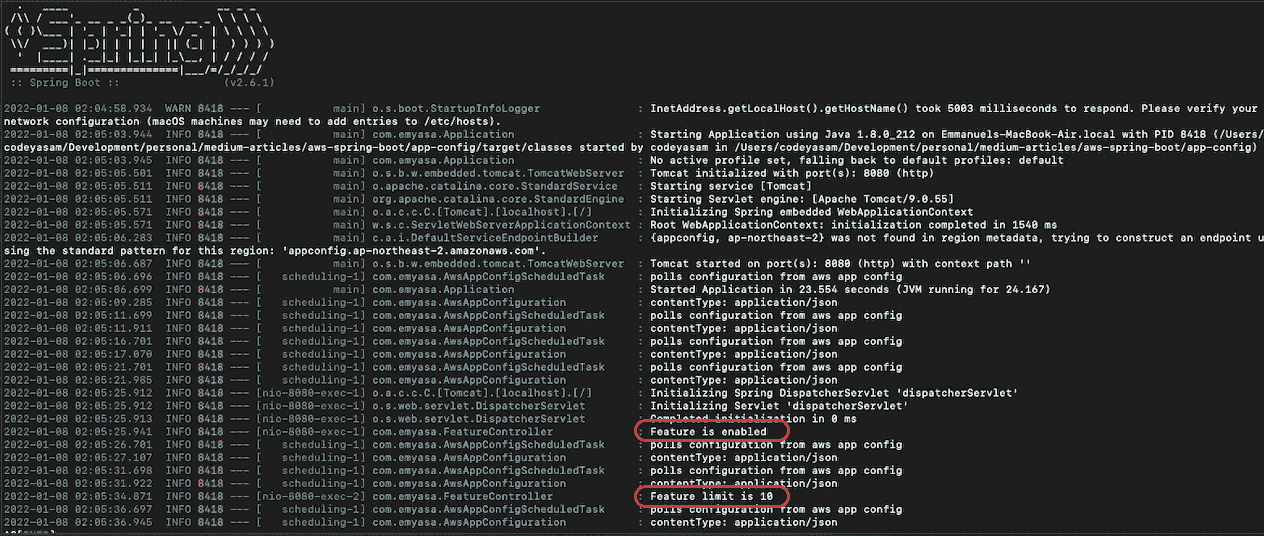 :: Spring Boot ::                (v2.6.1)
2022-01-08 02:04:58.934  WARN 8418 --- [           main] o.s.boot.StartupInfoLogger               : InetAddress.getLocalHost().getHostName() took 5003 milliseconds to respond. Please verify your
network configuration (macOS machines may need to add entries to /etc/hosts).
2022-01-08 02:05:03.944  INFO 8418 --- [           main] com.emyasa.Application                   : Starting Application using Java 1.8.0_212 on Emmanuels-MacBook-Air.local with PID 8418 (/Users/
codeyasam/Development/personal/medium-articles/aws-spring-boot/app-config/target/classes started by codeyasam in /Users/codeyasam/Development/personal/medium-articles/aws-spring-boot/app-config)
2022-01-08 02:05:03.945  INFO 8418 --- [           main] com.emyasa.Application                   : No active profile set, falling back to default profiles: default
2022-01-08 02:05:05.501  INFO 8418 --- [           main] o.s.b.w.embedded.tomcat.TomcatWebServer  : Tomcat initialized with port(s): 8080 (http)
2022-01-08 02:05:05.511  INFO 8418 --- [           main] o.apache.catalina.core.StandardService   : Starting service [Tomcat]
2022-01-08 02:05:05.511  INFO 8418 --- [           main] org.apache.catalina.core.StandardEngine  : Starting Servlet engine: [Apache Tomcat/9.0.55]
2022-01-08 02:05:05.571  INFO 8418 --- [           main] o.a.c.c.C.[Tomcat].[localhost].[/]       : Initializing Spring embedded WebApplicationContext
2022-01-08 02:05:05.571  INFO 8418 --- [           main] w.s.c.ServletWebServerApplicationContext : Root WebApplicationContext: initialization completed in 1540 ms
2022-01-08 02:05:06.283  INFO 8418 --- [           main] c.a.i.DefaultServiceEndpointBuilder      : {appconfig, ap-northeast-2} was not found in region metadata, trying to construct an endpoint u
sing the standard pattern for this region: 'appconfig.ap-northeast-2.amazonaws.com'.
2022-01-08 02:05:06.687  INFO 8418 --- [           main] o.s.b.w.embedded.tomcat.TomcatWebServer  : Tomcat started on port(s): 8080 (http) with context path ''
2022-01-08 02:05:06.696  INFO 8418 --- [   scheduling-1] com.emyasa.AwsAppConfigScheduledTask     : polls configuration from aws app config
2022-01-08 02:05:06.699  INFO 8418 --- [           main] com.emyasa.Application                   : Started Application in 23.554 seconds (JVM running for 24.167)
2022-01-08 02:05:09.285  INFO 8418 --- [   scheduling-1] com.emyasa.AwsAppConfiguration           : contentType: application/json
2022-01-08 02:05:11.699  INFO 8418 --- [   scheduling-1] com.emyasa.AwsAppConfigScheduledTask     : polls configuration from aws app config
2022-01-08 02:05:11.911  INFO 8418 --- [   scheduling-1] com.emyasa.AwsAppConfiguration           : contentType: application/json
2022-01-08 02:05:16.701  INFO 8418 --- [   scheduling-1] com.emyasa.AwsAppConfigScheduledTask     : polls configuration from aws app config
2022-01-08 02:05:17.070  INFO 8418 --- [   scheduling-1] com.emyasa.AwsAppConfiguration           : contentType: application/json
2022-01-08 02:05:21.701  INFO 8418 --- [   scheduling-1] com.emyasa.AwsAppConfigScheduledTask     : polls configuration from aws app config
2022-01-08 02:05:21.985  INFO 8418 --- [   scheduling-1] com.emyasa.AwsAppConfiguration           : contentType: application/json
2022-01-08 02:05:25.912  INFO 8418 --- [nio-8080-exec-1] o.a.c.c.C.[Tomcat].[localhost].[/]       : Initializing Spring DispatcherServlet 'dispatcherServlet'
2022-01-08 02:05:25.912  INFO 8418 --- [nio-8080-exec-1] o.s.web.servlet.DispatcherServlet        : Initializing Servlet 'dispatcherServlet'
2022-01-08 02:05:25.913  INFO 8418 --- [nio-8080-exec-1] o.s.web.servlet.DispatcherServlet        : Completed initialization in 0 ms
2022-01-08 02:05:25.941  INFO 8418 --- [nio-8080-exec-1] com.emyasa.FeatureController             : Feature is enabled
2022-01-08 02:05:26.701  INFO 8418 --- [   scheduling-1] com.emyasa.AwsAppConfigScheduledTask     : polls configuration from aws app config
2022-01-08 02:05:27.107  INFO 8418 --- [   scheduling-1] com.emyasa.AwsAppConfiguration           : contentType: application/json
2022-01-08 02:05:31.698  INFO 8418 --- [   scheduling-1] com.emyasa.AwsAppConfigScheduledTask     : polls configuration from aws app config
2022-01-08 02:05:31.922  INFO 8418 --- [   scheduling-1] com.emyasa.AwsAppConfiguration           : contentType: application/json
2022-01-08 02:05:34.871  INFO 8418 --- [nio-8080-exec-2] com.emyasa.FeatureController             : Feature limit is 10
2022-01-08 02:05:36.697  INFO 8418 --- [   scheduling-1] com.emyasa.AwsAppConfigScheduledTask     : polls configuration from aws app config
2022-01-08 02:05:36.945  INFO 8418 --- [   scheduling-1] com.emyasa.AwsAppConfiguration           : contentType: application/json